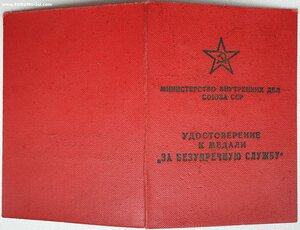 МИНИСТЕРСТВО ВНУТРЕННИХ ДЕЛ
СОЮЗА ССР
УДОСТОВЕРЕНИЕ
К МЕДАЛИ
„ЗА БЕЗУПРЕЧНУЮ СЛУЖБУ"